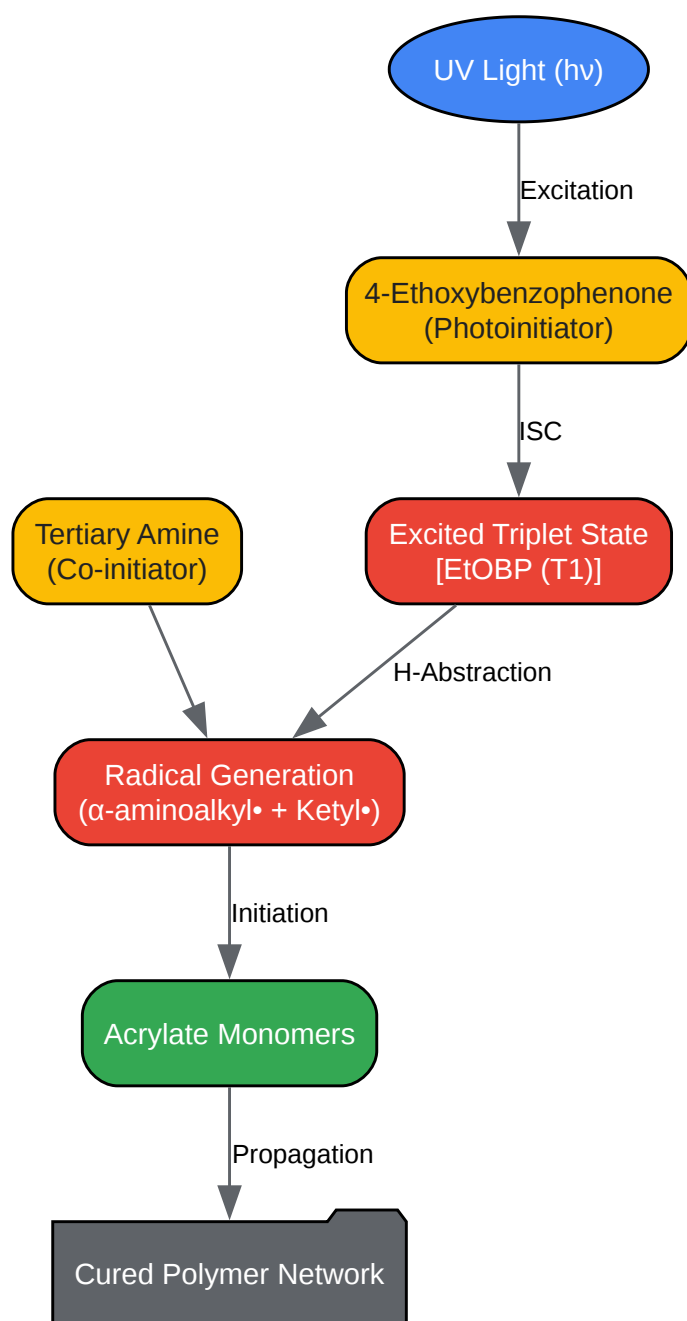 UV Light (hν)
Excitation
4-Ethoxybenzophenone
(Photoinitiator)
ISC
Tertiary Amine
(Co-initiator)
Excited Triplet State
[EtOBP (T1)]
H-Abstraction
Radical Generation
(α-aminoalkyl• + Ketyl•)
Initiation
Acrylate Monomers
Propagation
Cured Polymer Network